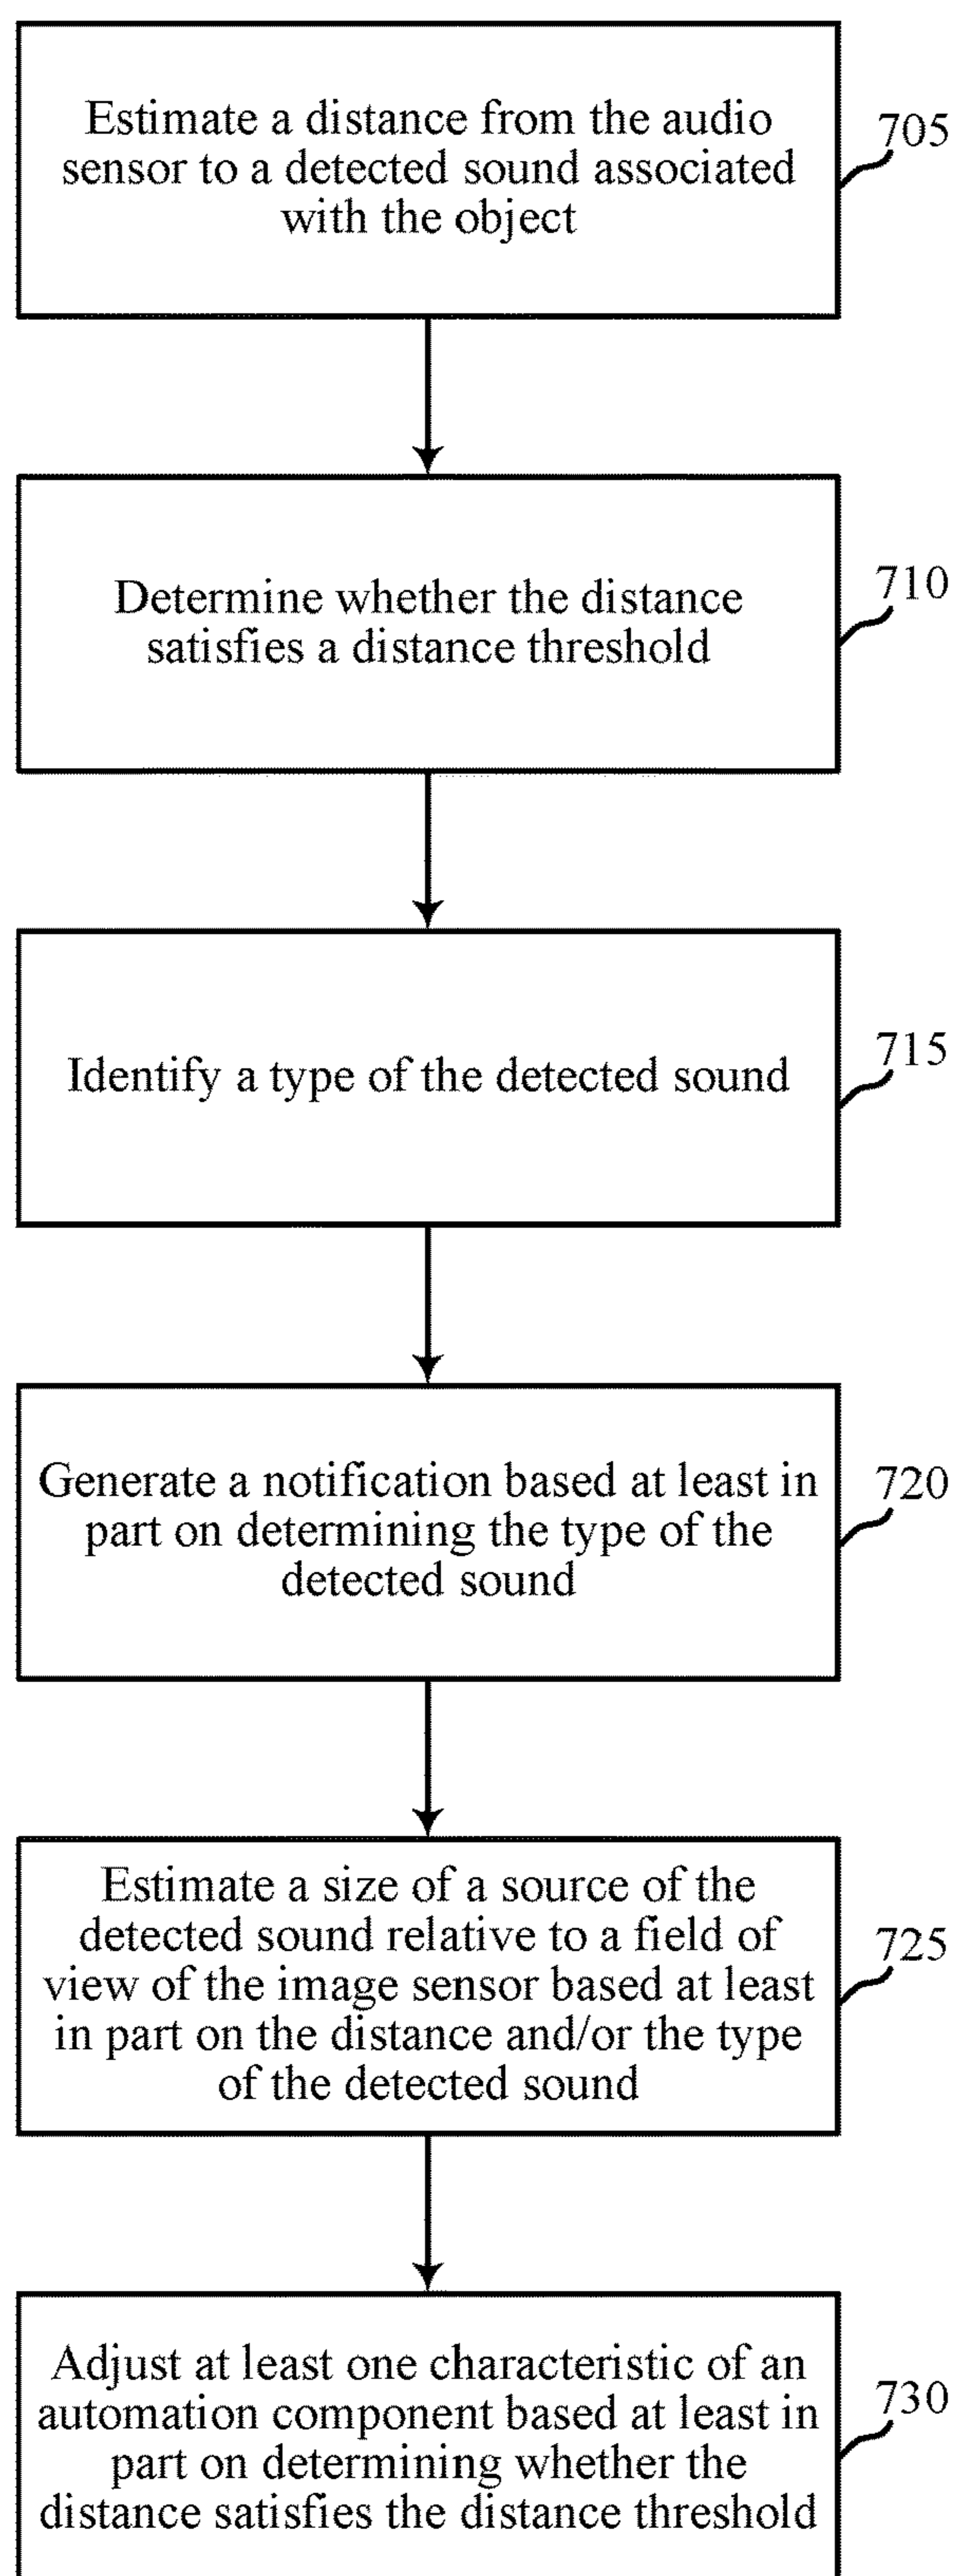 Estimate a distance from the audio
sensor to a detected sound associated
with the object
705
Determine whether the distance
satisfies a distance threshold
710
Identify a type of the detected sound
715
Generate a notification based at least in
part on determining the type of the
detected sound
720
Estimate a size of a source of the
detected sound relative to a field of
view of the image sensor based at least
in part on the distance and/or the type
of the detected sound
725
Adjust at least one characteristic of an
automation component based at least in
part on determining whether the
distance satisfies the distance threshold
730